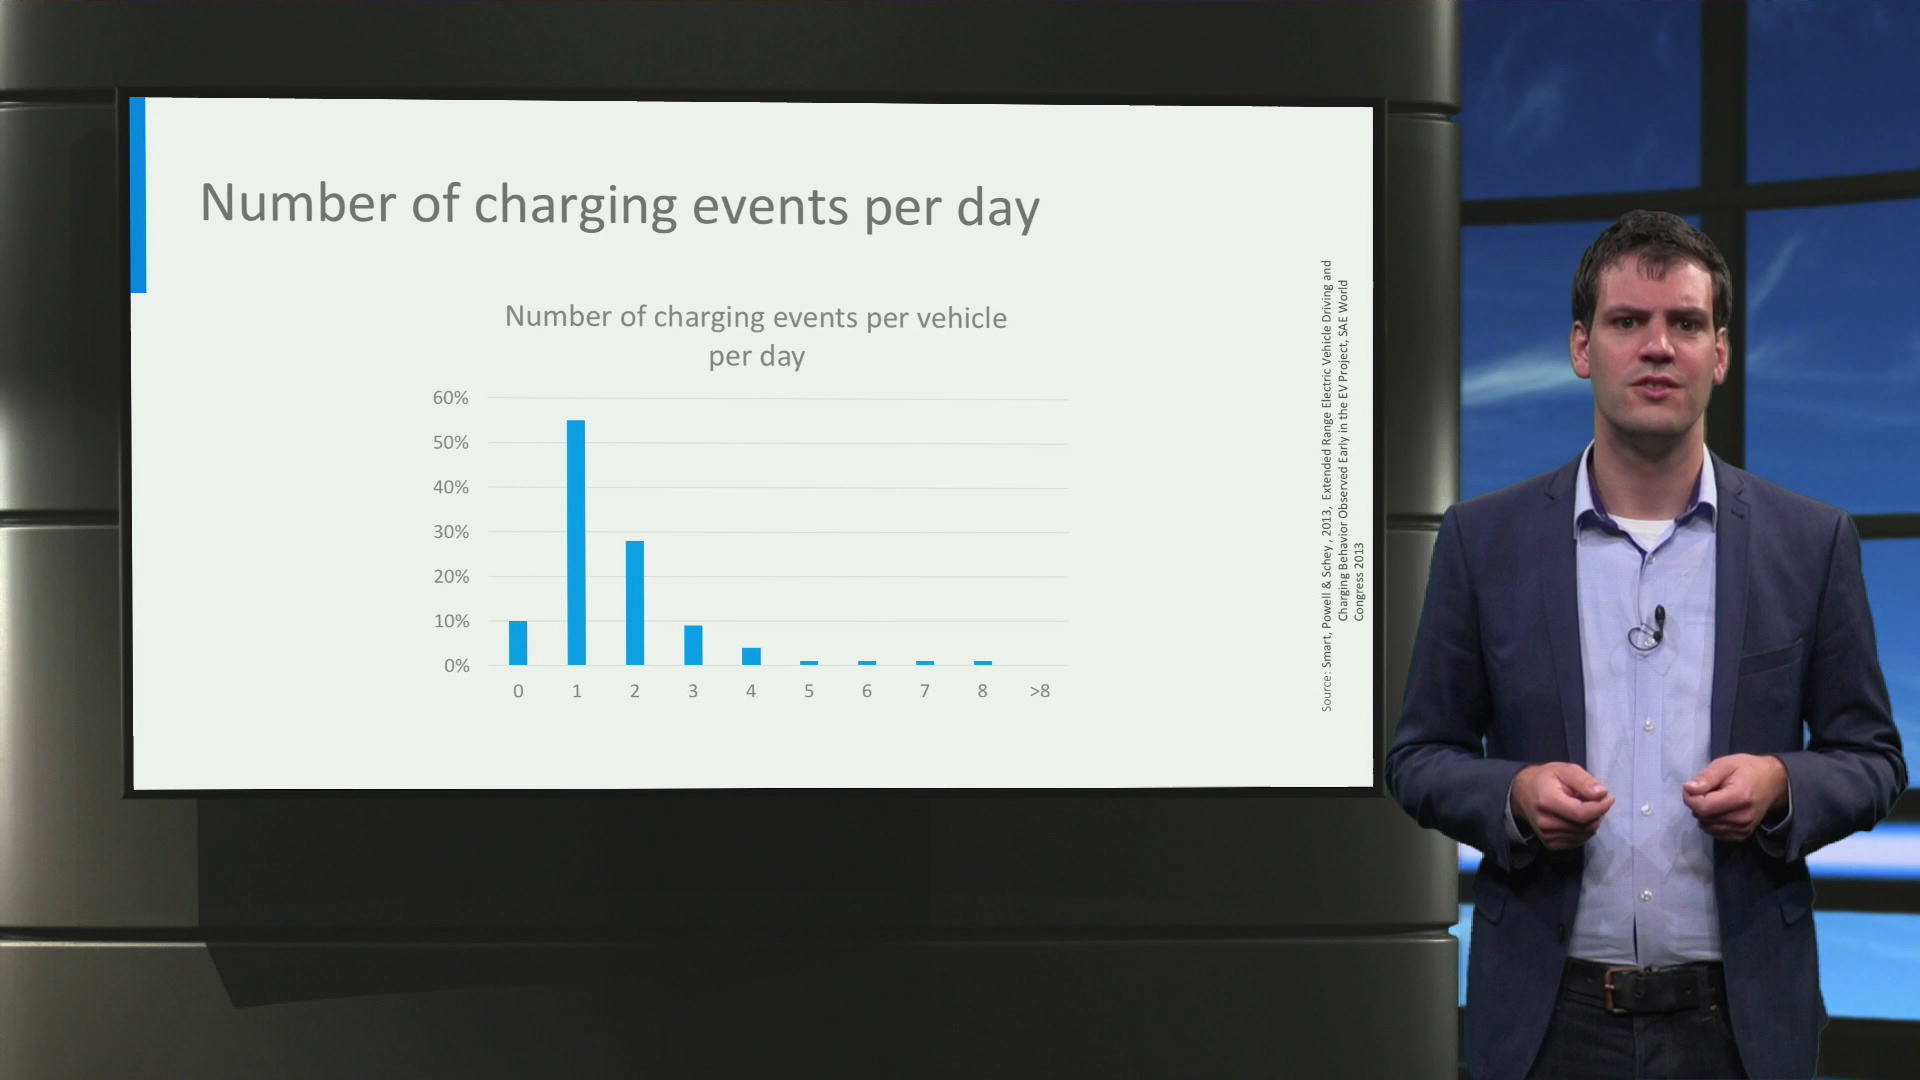 Number of charging events per day
Number of charging events per vehicle
per day
60%
50%
40%
30%
20%
10%
0%
0 1 2 3 4 5 6 7 8 >8
Source: Smart, Powell & Schey , 2013, Extended Range Electric Vehicle Driving and
Charging Behavior Observed Early in the EV Project, SAE World
Congress 2013